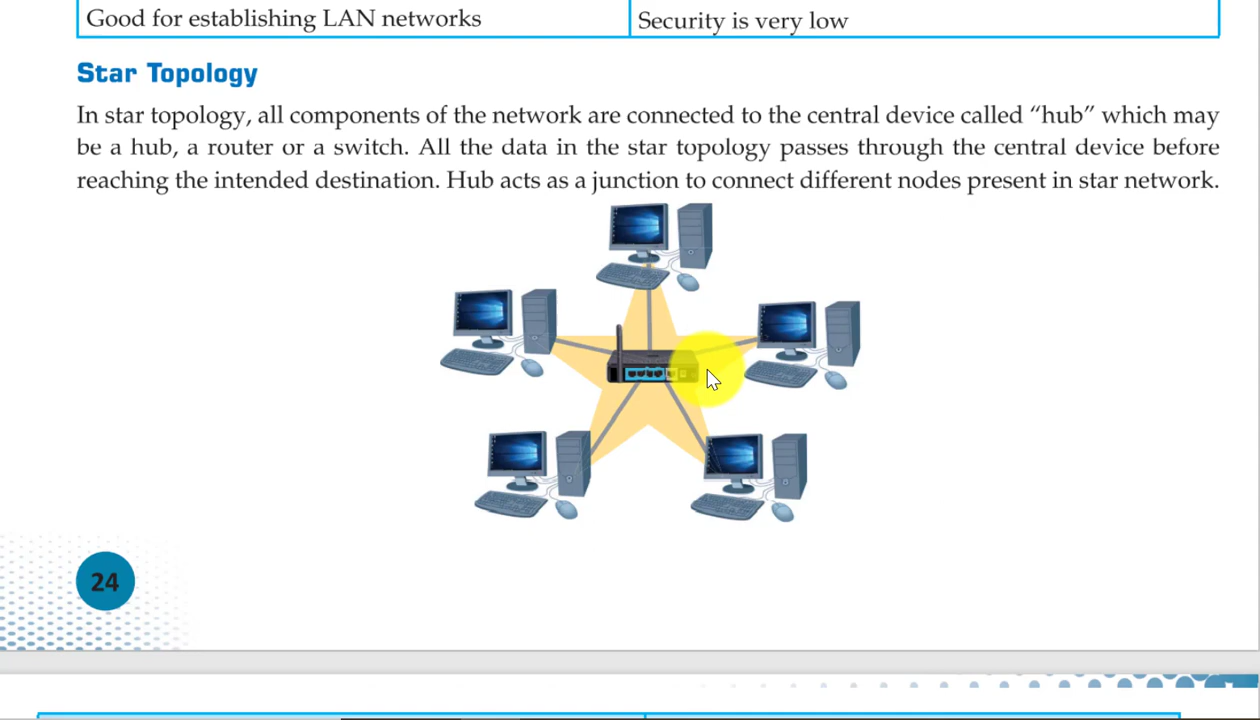 Good for establishing LAN networks
Security is very low
Star Topology
In star topology, all components of the network are connected to the central device called “hub” which may
be a hub, a router or a switch. All the data in the star topology passes through the central device before
reaching the intended destination. Hub acts as a junction to connect different nodes present in star network.
24